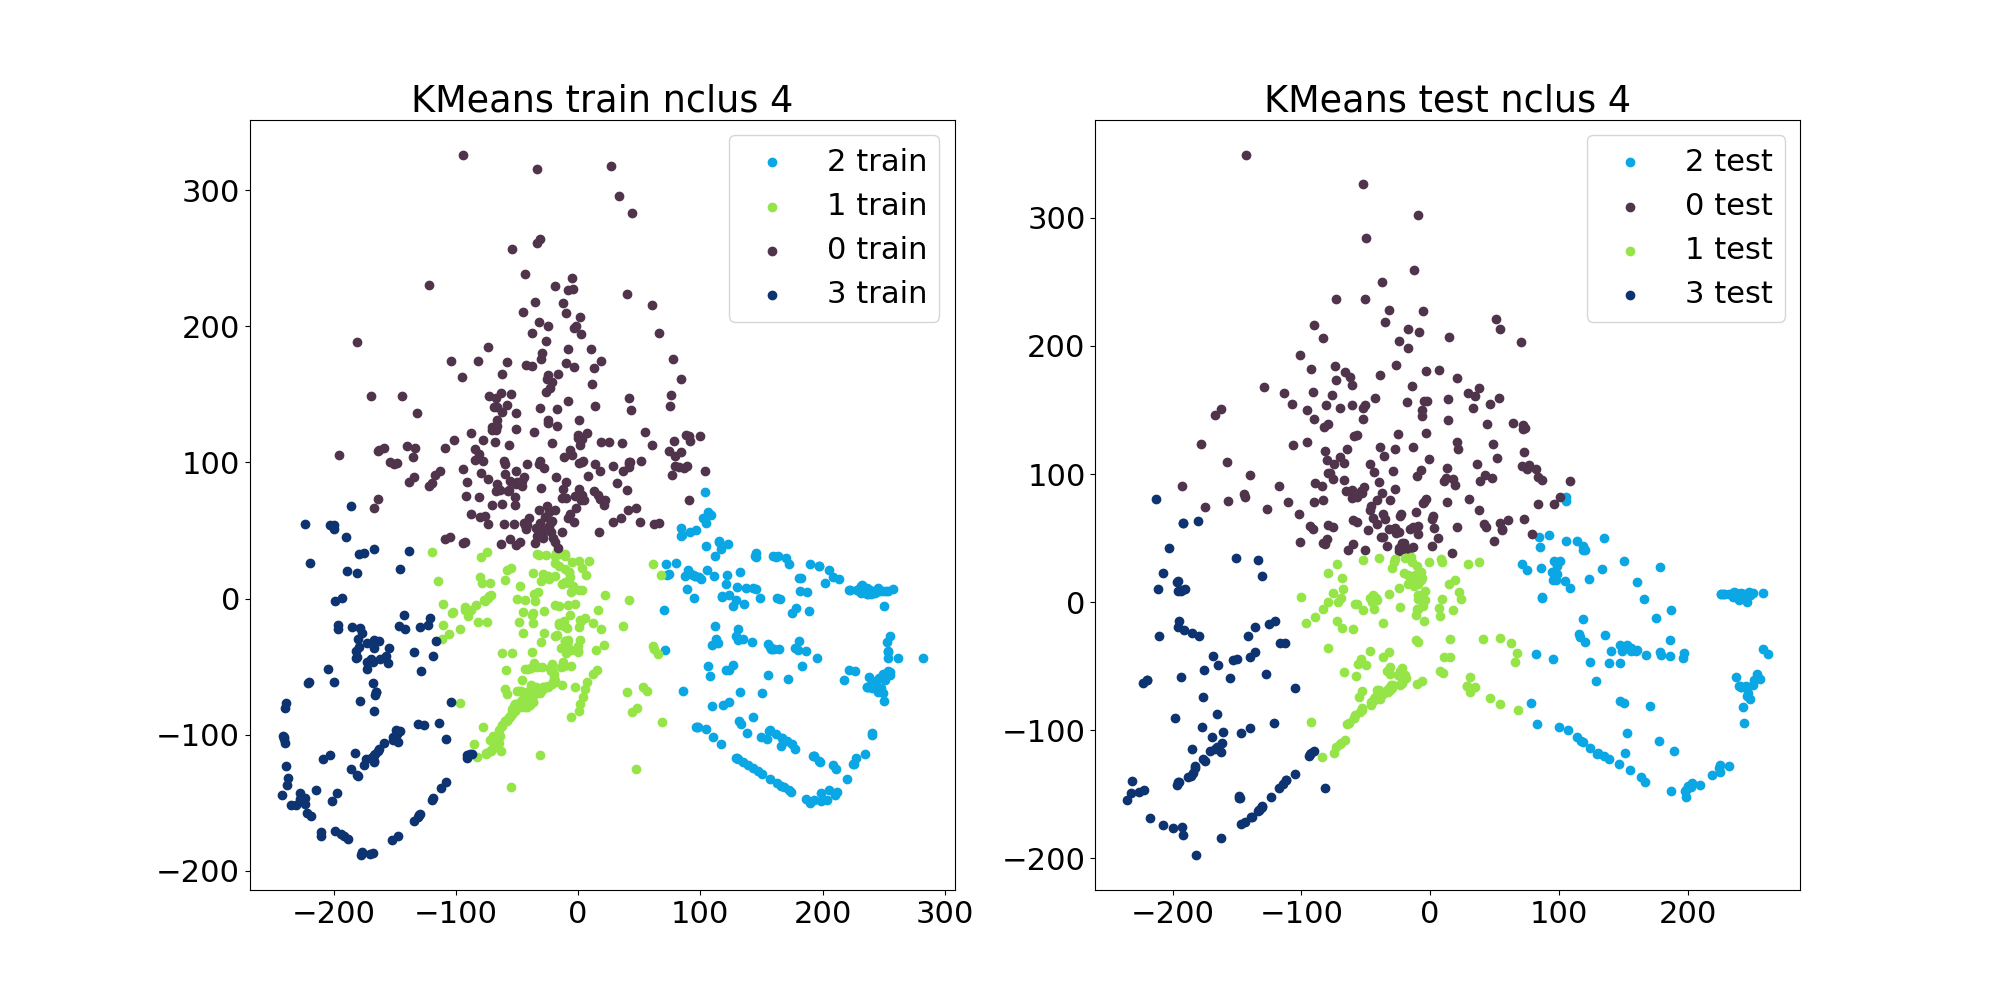 KMeans train nclus 4
2 train
1 train
0 train
3 train
300
200
100
0
−100
−200
−200 −100 0 100 200 300
KMeans test nclus 4
2 test
0 test
1 test
3 test
300
200
100
0
−100
−200
−200 −100 0 100 200